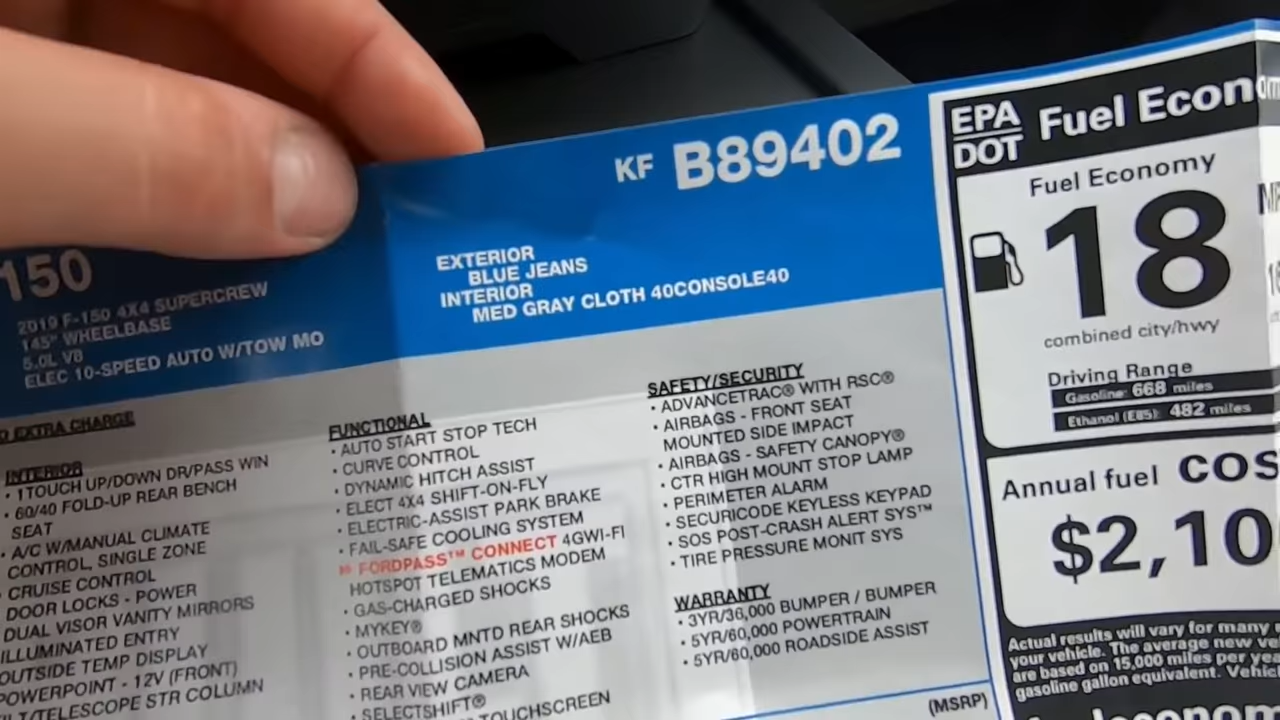 KF B89402
150
2019 F-150 4X4 SUPERCREW
145" WHEELBASE
5.0L V8
ELEC 10-SPEED AUTO W/TOW MO
EXTERIOR
BLUE JEANS
INTERIOR
MED GRAY CLOTH 40CONSOLE40
D EXTRA CHARGE
INTERIOR
• 1TOUCH UP/DOWN DR/PASS WIN
• 60/40 FOLD-UP REAR BENCH
SEAT
• A/C W/MANUAL CLIMATE
CONTROL, SINGLE ZONE
• CRUISE CONTROL
DOOR LOCKS - POWER
DUAL VISOR VANITY MIRRORS
ILLUMINATED ENTRY
OUTSIDE TEMP DISPLAY
POWERPOINT - 12V (FRONT)
TILT/TELESCOPE STR COLUMN
FUNCTIONAL
• AUTO START STOP TECH
• CURVE CONTROL
• DYNAMIC HITCH ASSIST
• ELECT 4X4 SHIFT-ON-FLY
• ELECTRIC-ASSIST PARK BRAKE
• FAIL-SAFE COOLING SYSTEM
» FORDPASS™ CONNECT 4GWI-FI
HOTSPOT TELEMATICS MODEM
• GAS-CHARGED SHOCKS
• MYKEY®
• OUTBOARD MNTD REAR SHOCKS
• PRE-COLLISION ASSIST W/AEB
• REAR VIEW CAMERA
• SELECTSHIFT®
TOUCHSCREEN
SAFETY/SECURITY
• ADVANCETRAC® WITH RSC®
• AIRBAGS - FRONT SEAT
MOUNTED SIDE IMPACT
• AIRBAGS - SAFETY CANOPY®
• CTR HIGH MOUNT STOP LAMP
• PERIMETER ALARM
• SECURICODE KEYLESS KEYPAD
• SOS POST-CRASH ALERT SYS™
• TIRE PRESSURE MONIT SYS
WARRANTY
• 3YR/36,000 BUMPER / BUMPER
• 5YR/60,000 POWERTRAIN
• 5YR/60,000 ROADSIDE ASSIST
(MSRP)
EPA
DOT
Fuel Econom
Fuel Economy
18
combined city/hwy
Driving Range
Gasoline: 668 miles
Ethanol (E85): 482 miles
Annual fuel COS
$2,10
Actual results will vary for many
your vehicle. The average new ve
are based on 15,000 miles per yea
gasoline gallon equivalent. Vehic